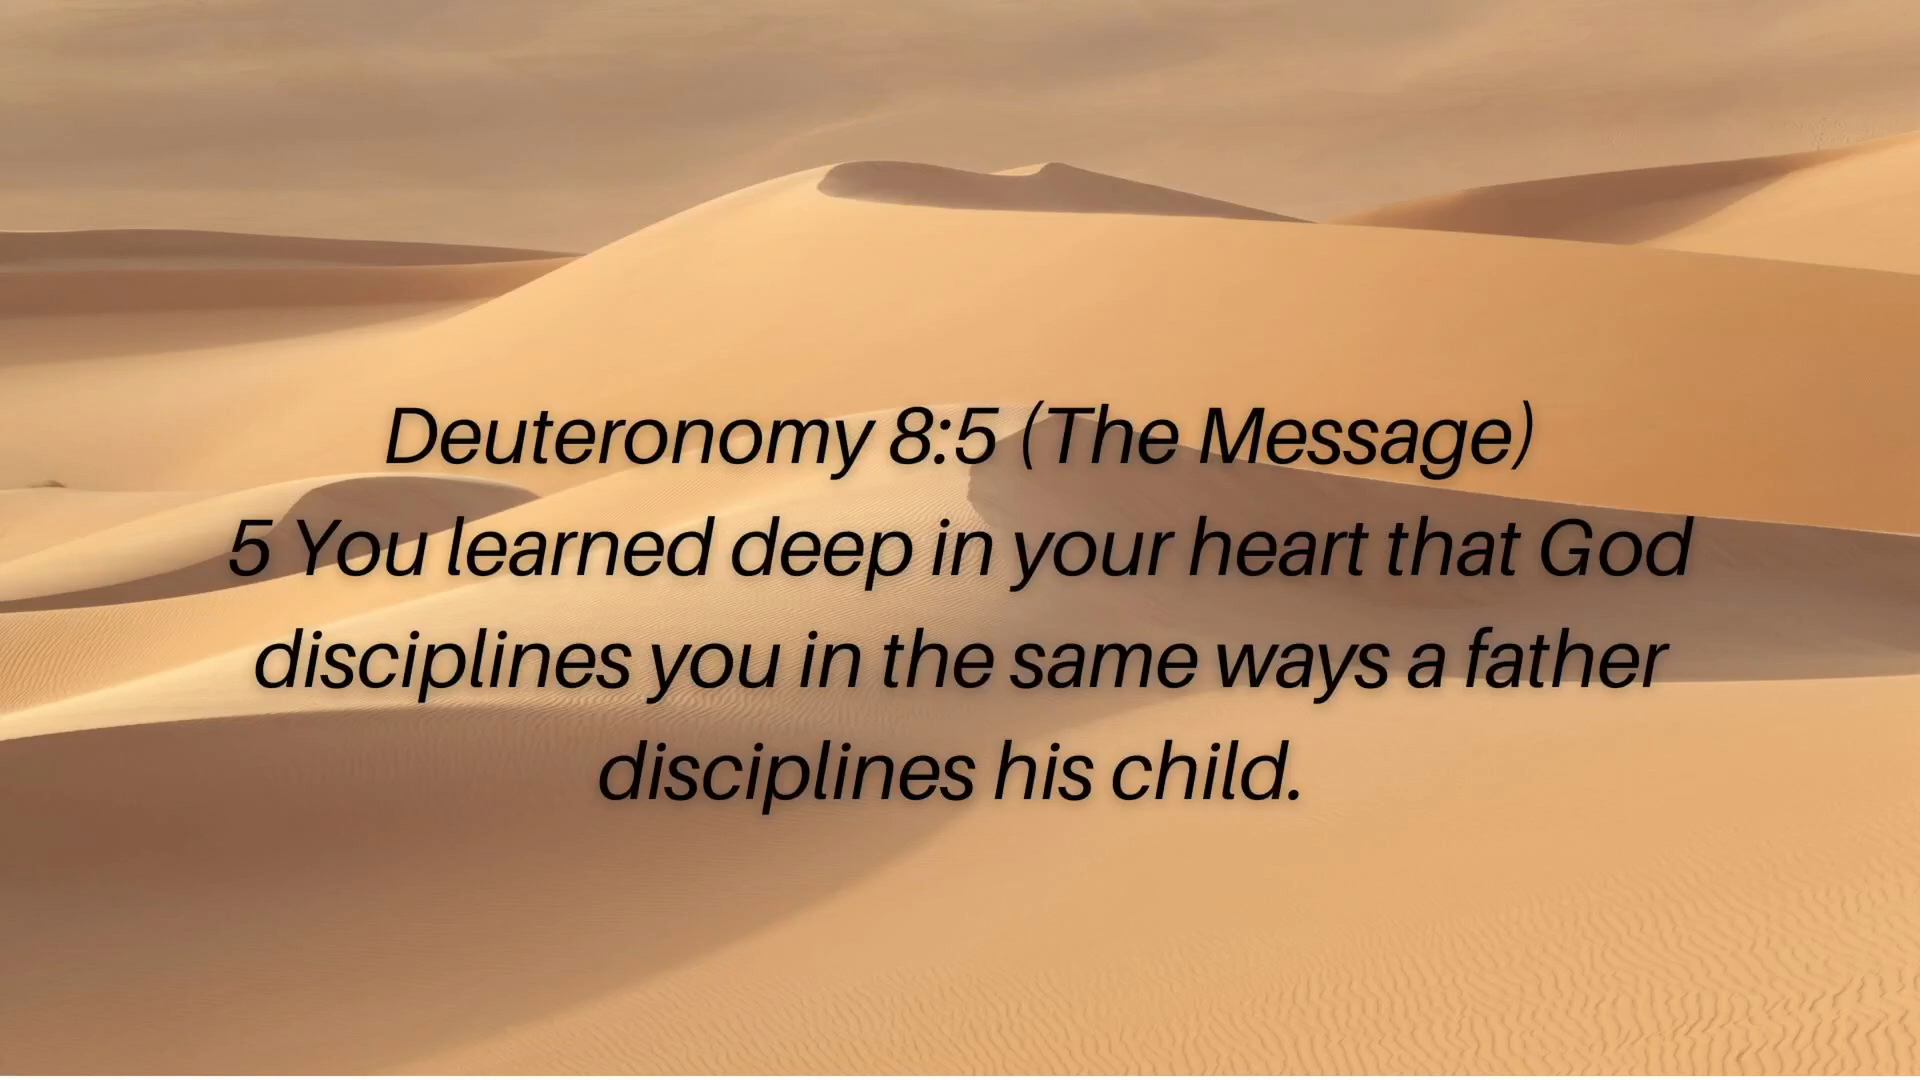 Deuteronomy 8:5 (The Message)
5 You learned deep in your heart that God
disciplines you in the same ways a father
disciplines his child.